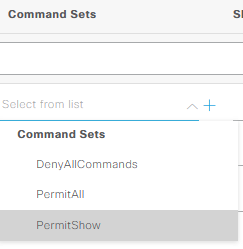 Command Sets
Select from list
Command Sets
DenyAllCommands
PermitAll
PermitShow